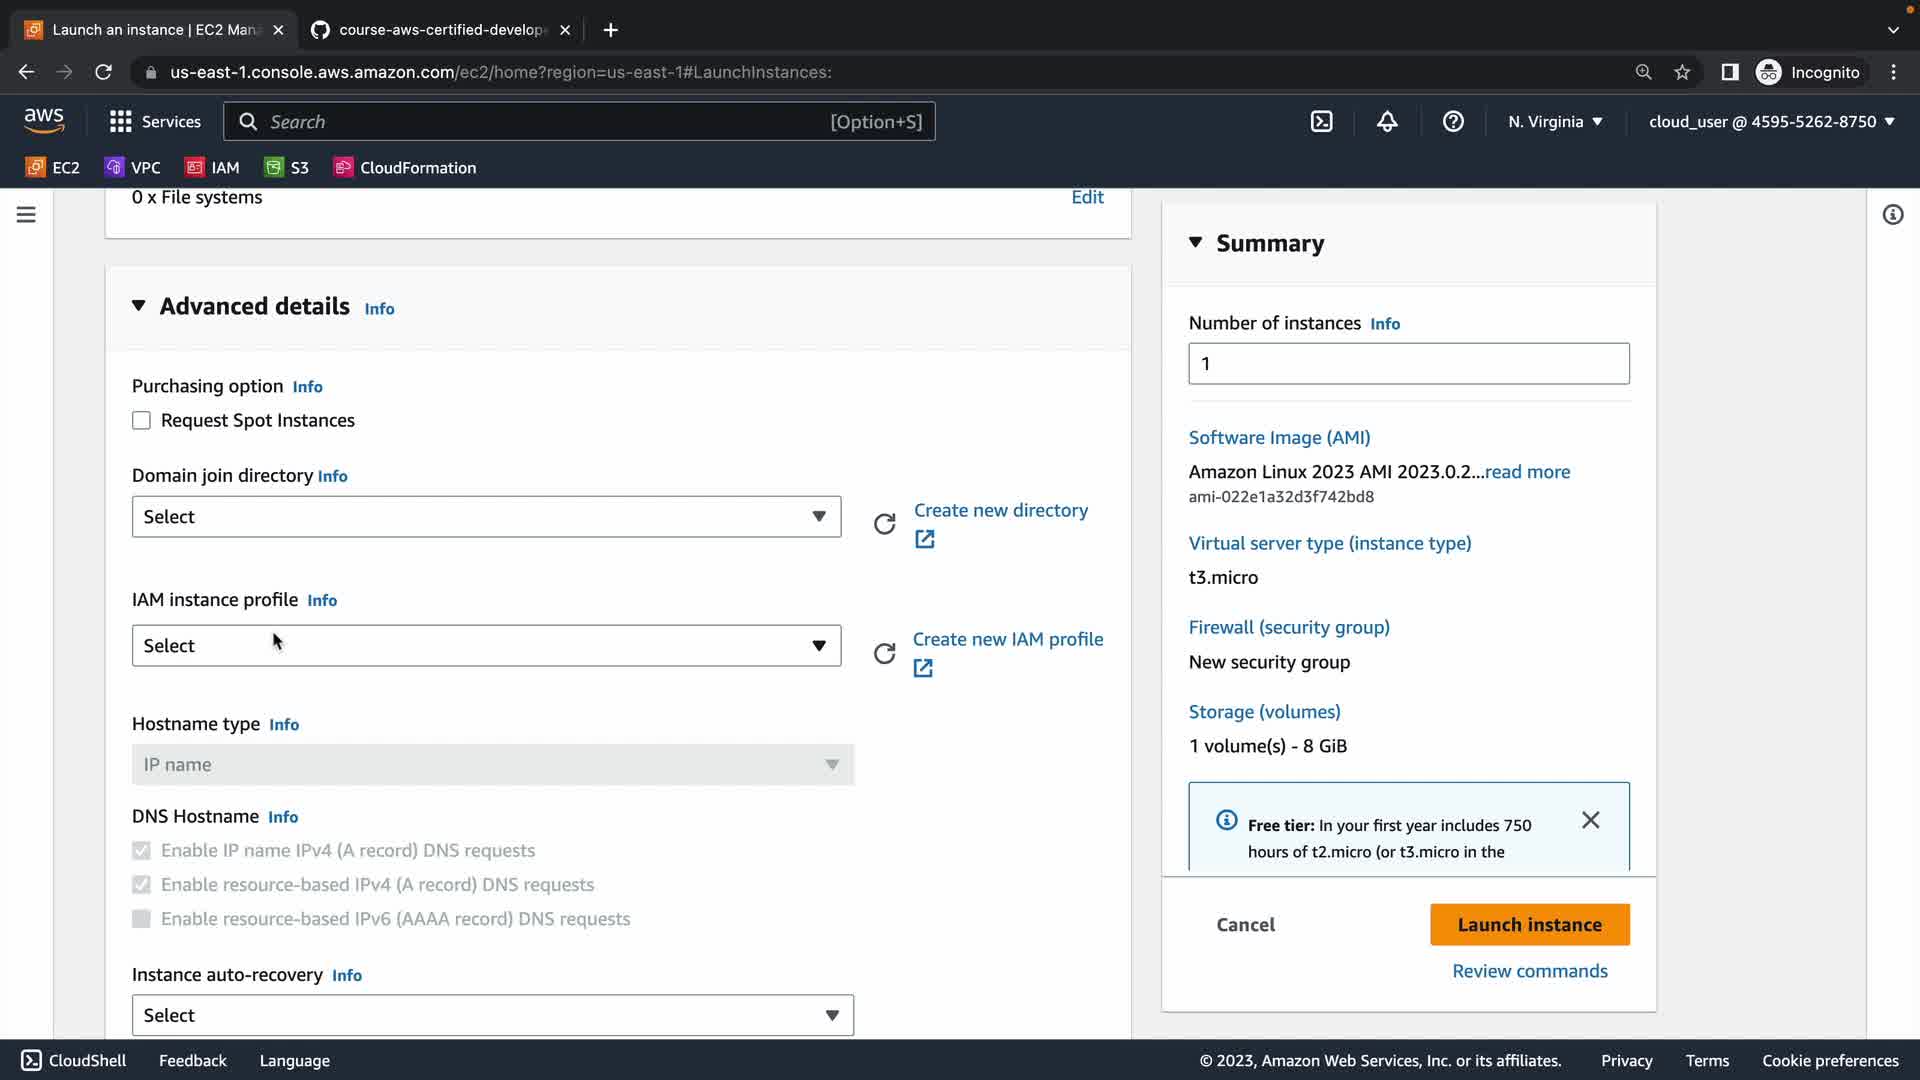 Launch an instance | EC2 Mana
course-aws-certified-develop
us-east-1.console.aws.amazon.com/ec2/home?region=us-east-1#LaunchInstances:
Incognito
aws
Services
Search
[Option+S]
N. Virginia
cloud_user @ 4595-5262-8750
EC2
VPC
IAM
S3
CloudFormation
0 x File systems
Edit
Advanced details Info
Purchasing option Info
Request Spot Instances
Domain join directory Info
Select
Create new directory
IAM instance profile Info
Select
Create new IAM profile
Hostname type Info
IP name
DNS Hostname Info
Enable IP name IPv4 (A record) DNS requests
Enable resource-based IPv4 (A record) DNS requests
Enable resource-based IPv6 (AAAA record) DNS requests
Instance auto-recovery Info
Select
Summary
Number of instances Info
1
Software Image (AMI)
Amazon Linux 2023 AMI 2023.0.2...read more
ami-022e1a32d3f742bd8
Virtual server type (instance type)
t3.micro
Firewall (security group)
New security group
Storage (volumes)
1 volume(s) - 8 GiB
Free tier: In your first year includes 750
hours of t2.micro (or t3.micro in the
Cancel
Launch instance
Review commands
CloudShell
Feedback
Language
© 2023, Amazon Web Services, Inc. or its affiliates.
Privacy
Terms
Cookie preferences